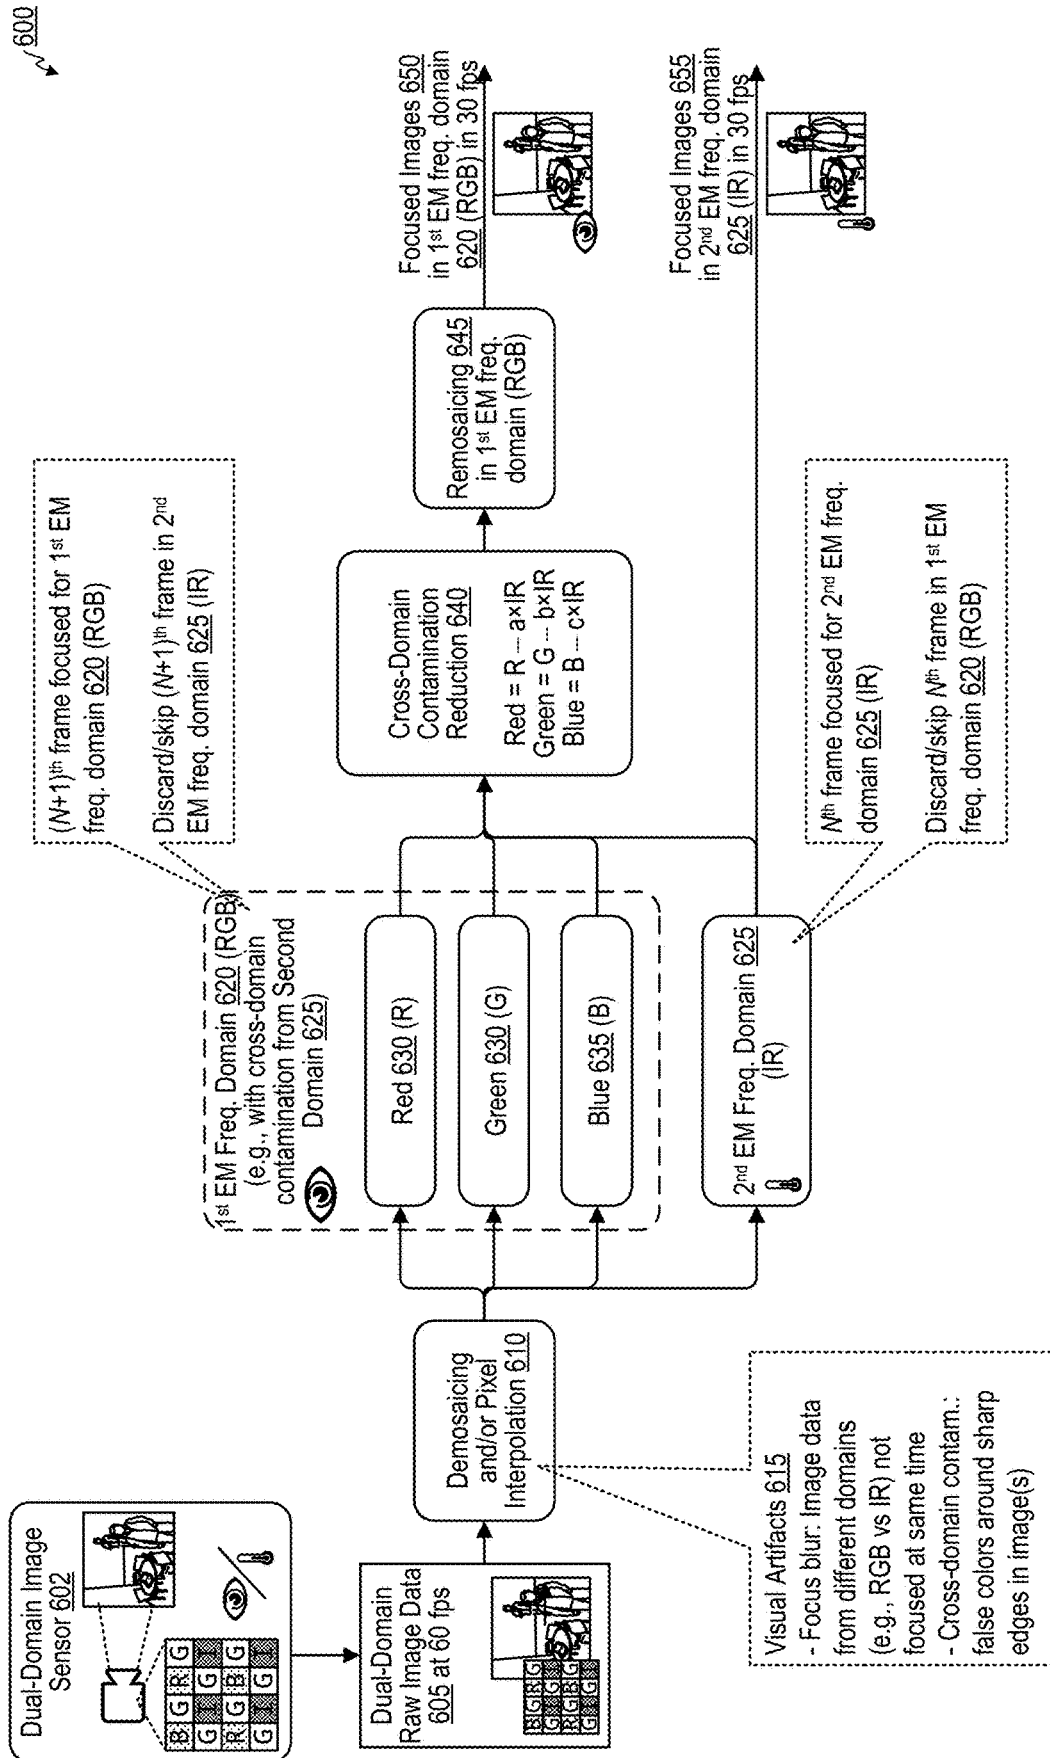 600
Dual-Domain Image
Sensor 602
B G R G
G I G I
R G B G
G I G I
Dual-Domain
Raw Image Data
605 at 60 fps
B G R G
G I G I
R G B G
G I G I
Demosaicing
and/or Pixel
Interpolation 610
Visual Artifacts 615
- Focus blur: Image data
from different domains
(e.g., RGB vs IR) not
focused at same time
- Cross-domain contam.:
false colors around sharp
edges in image(s)
1st EM Freq. Domain 620 (RGB)
(e.g., with cross-domain
contamination from Second
Domain 625)
Red 630 (R)
Green 630 (G)
Blue 635 (B)
2nd EM Freq. Domain 625
(IR)
(N+1)th frame focused for 1st EM
freq. domain 620 (RGB)
Discard/skip (N+1)th frame in 2nd
EM freq. domain 625 (IR)
Nth frame focused for 2nd EM freq.
domain 625 (IR)
Discard/skip Nth frame in 1st EM
freq. domain 620 (RGB)
Cross-Domain
Contamination
Reduction 640
Red = R − a×IR
Green = G − b×IR
Blue = B − c×IR
Remosaicing 645
in 1st EM freq.
domain (RGB)
Focused Images 650
in 1st EM freq. domain
620 (RGB) in 30 fps
Focused Images 655
in 2nd EM freq. domain
625 (IR) in 30 fps